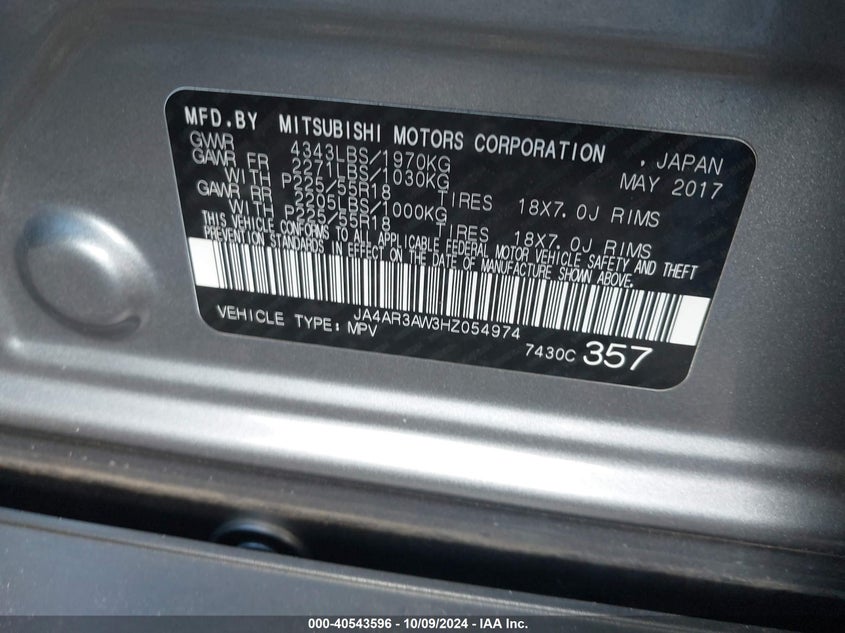 MFD.BY MITSUBISHI MOTORS CORPORATION , JAPAN
GVWR 4343LBS/1970KG MAY 2017
GAWR FR 2271LBS/1030KG
WITH P225/55R18 TIRES 18X7.0J RIMS
GAWR RR 2205LBS/1000KG
WITH P225/55R18 TIRES 18X7.0J RIMS
THIS VEHICLE CONFORMS TO ALL APPLICABLE FEDERAL MOTOR VEHICLE SAFETY AND THEFT
PREVENTION STANDARDS IN EFFECT ON THE DATE OF MANUFACTURE SHOWN ABOVE.
JA4AR3AW3HZ054974
VEHICLE TYPE: MPV 7430C 357
000-40543596 - 10/09/2024 - IAA Inc.